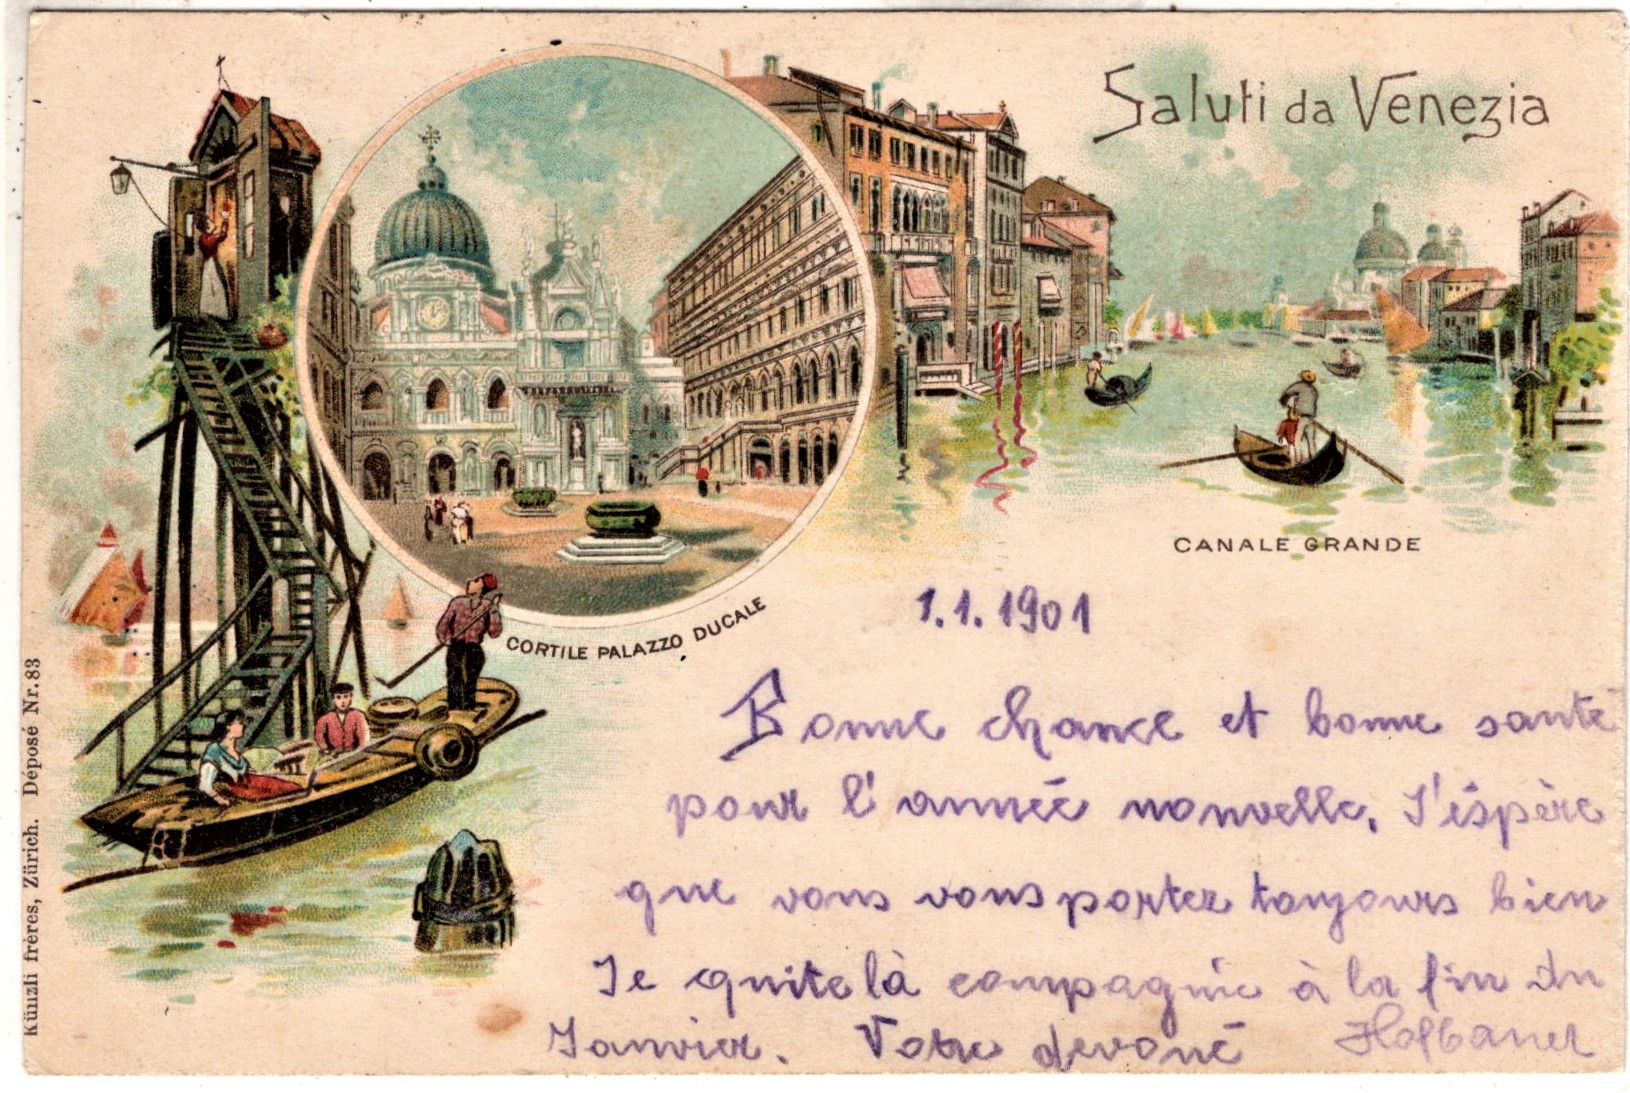 Saluti da Venezia
CANALE GRANDE
CORTILE PALAZZO DUCALE
Künzli frères, Zürich. Déposé Nr. 83
1.1.1901
Bonne chance et bonne santé
pour l'année nouvelle. J'éspère
que vous vous portez toujours bien
Je quite là compagnie à la fin du
Janvier. Votre devoué Hofbauer